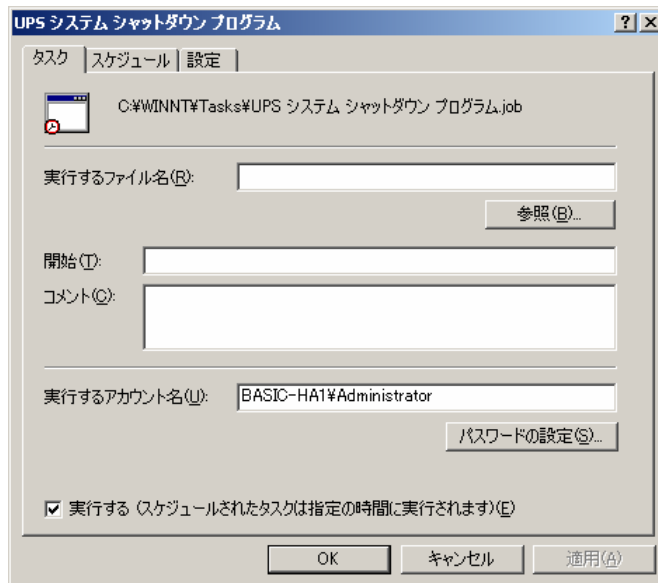 UPS システム シャットダウン プログラム
タスク スケジュール 設定
C:¥WINNT¥Tasks¥UPS システム シャットダウン プログラム.job
実行するファイル名(R):
参照(B)...
開始(T):
コメント(C):
実行するアカウント名(U): BASIC-HA1¥Administrator
パスワードの設定(S)...
実行する (スケジュールされたタスクは指定の時間に実行されます)(E)
OK キャンセル 適用(A)